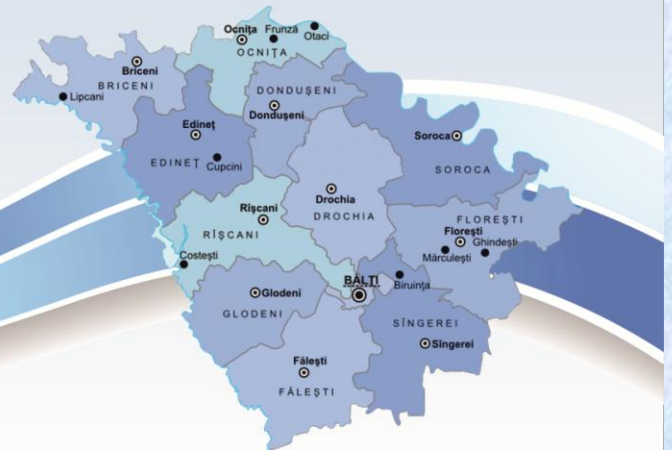 Ocnița
Frunză
Otaci
OCNIȚA
Briceni
BRICENI
Lipcani
DONDUȘENI
Dondușeni
Edineț
EDINEȚ
Cupcini
Soroca
SOROCA
Drochia
DROCHIA
Rîșcani
RÎȘCANI
FLOREȘTI
Florești
Ghindești
Mărculești
Costești
BĂLȚI
Biruința
Glodeni
GLODENI
SÎNGEREI
Sîngerei
Fălești
FĂLEȘTI